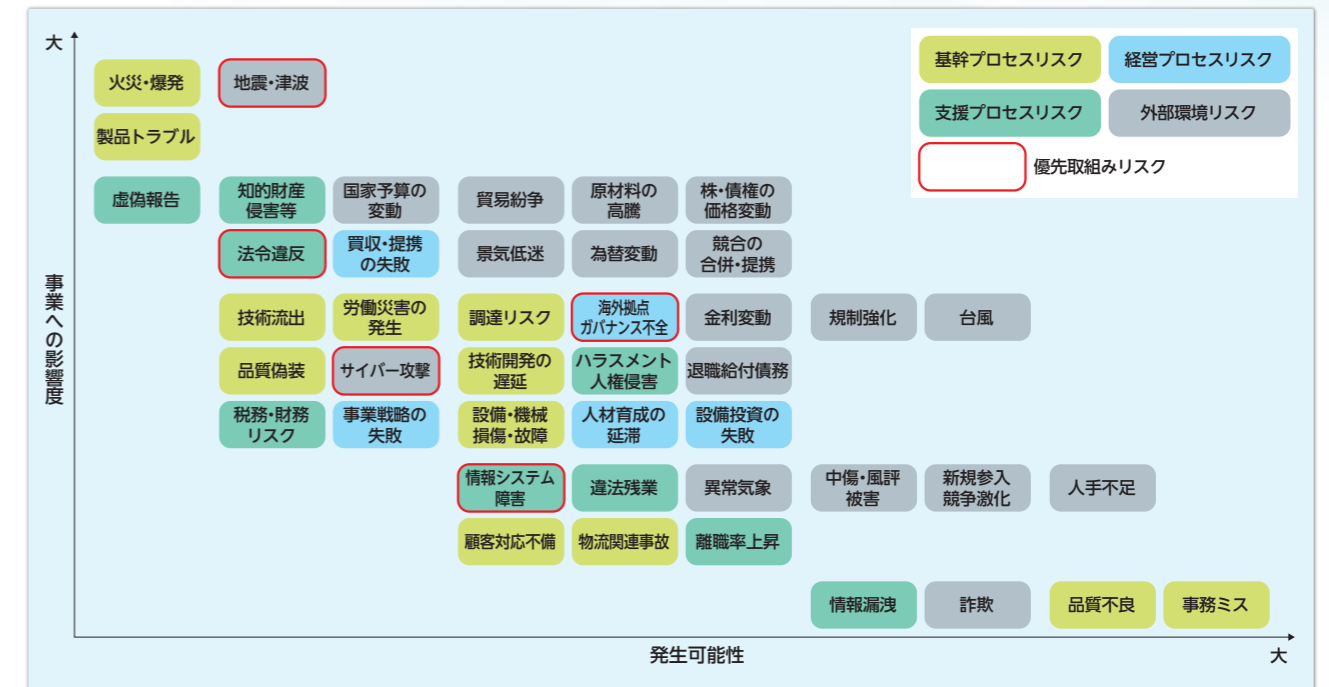 大
火災・爆発
地震・津波
基幹プロセスリスク
経営プロセスリスク
支援プロセスリスク
外部環境リスク
優先取組みリスク
製品トラブル
虚偽報告
知的財産
侵害等
国家予算の
変動
貿易紛争
原材料の
高騰
株・債権の
価格変動
法令違反
買収・提携
の失敗
景気低迷
為替変動
競合の
合併・提携
事業への影響度
技術流出
労働災害の
発生
調達リスク
海外拠点
ガバナンス不全
金利変動
規制強化
台風
品質偽装
サイバー攻撃
技術開発の
遅延
ハラスメント
人権侵害
退職給付債務
税務・財務
リスク
事業戦略の
失敗
設備・機械
損傷・故障
人材育成の
延滞
設備投資の
失敗
情報システム
障害
違法残業
異常気象
中傷・風評
被害
新規参入
競争激化
人手不足
顧客対応不備
物流関連事故
離職率上昇
情報漏洩
詐欺
品質不良
事務ミス
発生可能性
大